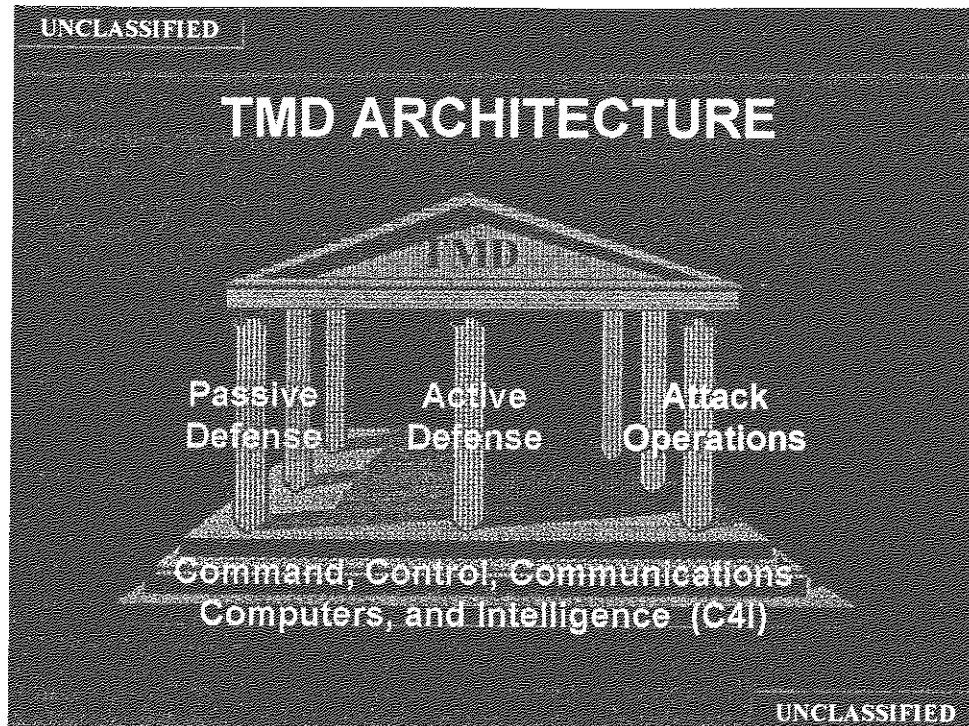 UNCLASSIFIED
TMD ARCHITECTURE
TMD
Passive Active Attack
Defense Defense Operations
Command, Control, Communications
Computers, and Intelligence (C4I)
UNCLASSIFIED